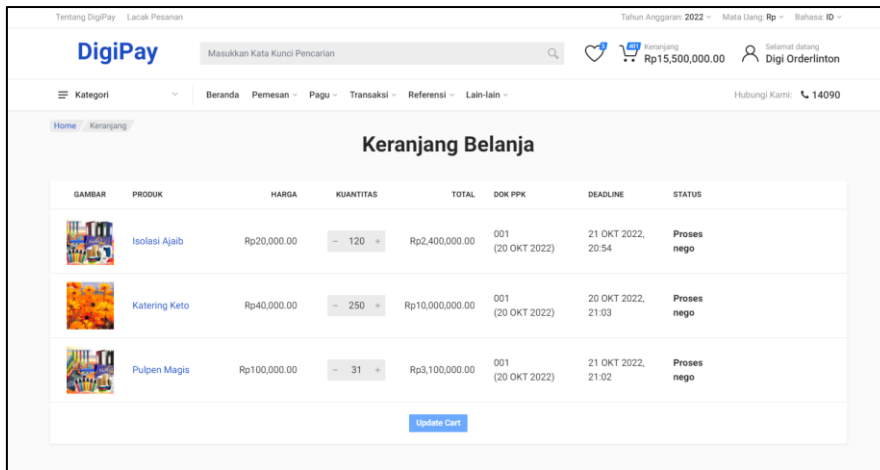 Tentang DigiPay Lacak Pesanan Tahun Anggaran: 2022 Mata Uang: Rp Bahasa: ID
DigiPay
Masukkan Kata Kunci Pencarian
401
Keranjang
Rp15,500,000.00
Selamat datang
Digi Orderlinton
Kategori Beranda Pemesan Pagu Transaksi Referensi Lain-lain Hubungi Kami: 14090
Home / Keranjang
Keranjang Belanja
GAMBAR PRODUK HARGA KUANTITAS TOTAL DOK PPK DEADLINE STATUS
Isolasi Ajaib Rp20,000.00 − 120 + Rp2,400,000.00 001 21 OKT 2022, Proses
(20 OKT 2022) 20:54 nego
Katering Keto Rp40,000.00 − 250 + Rp10,000,000.00 001 20 OKT 2022, Proses
(20 OKT 2022) 21:03 nego
Pulpen Magis Rp100,000.00 − 31 + Rp3,100,000.00 001 21 OKT 2022, Proses
(20 OKT 2022) 21:02 nego
Update Cart